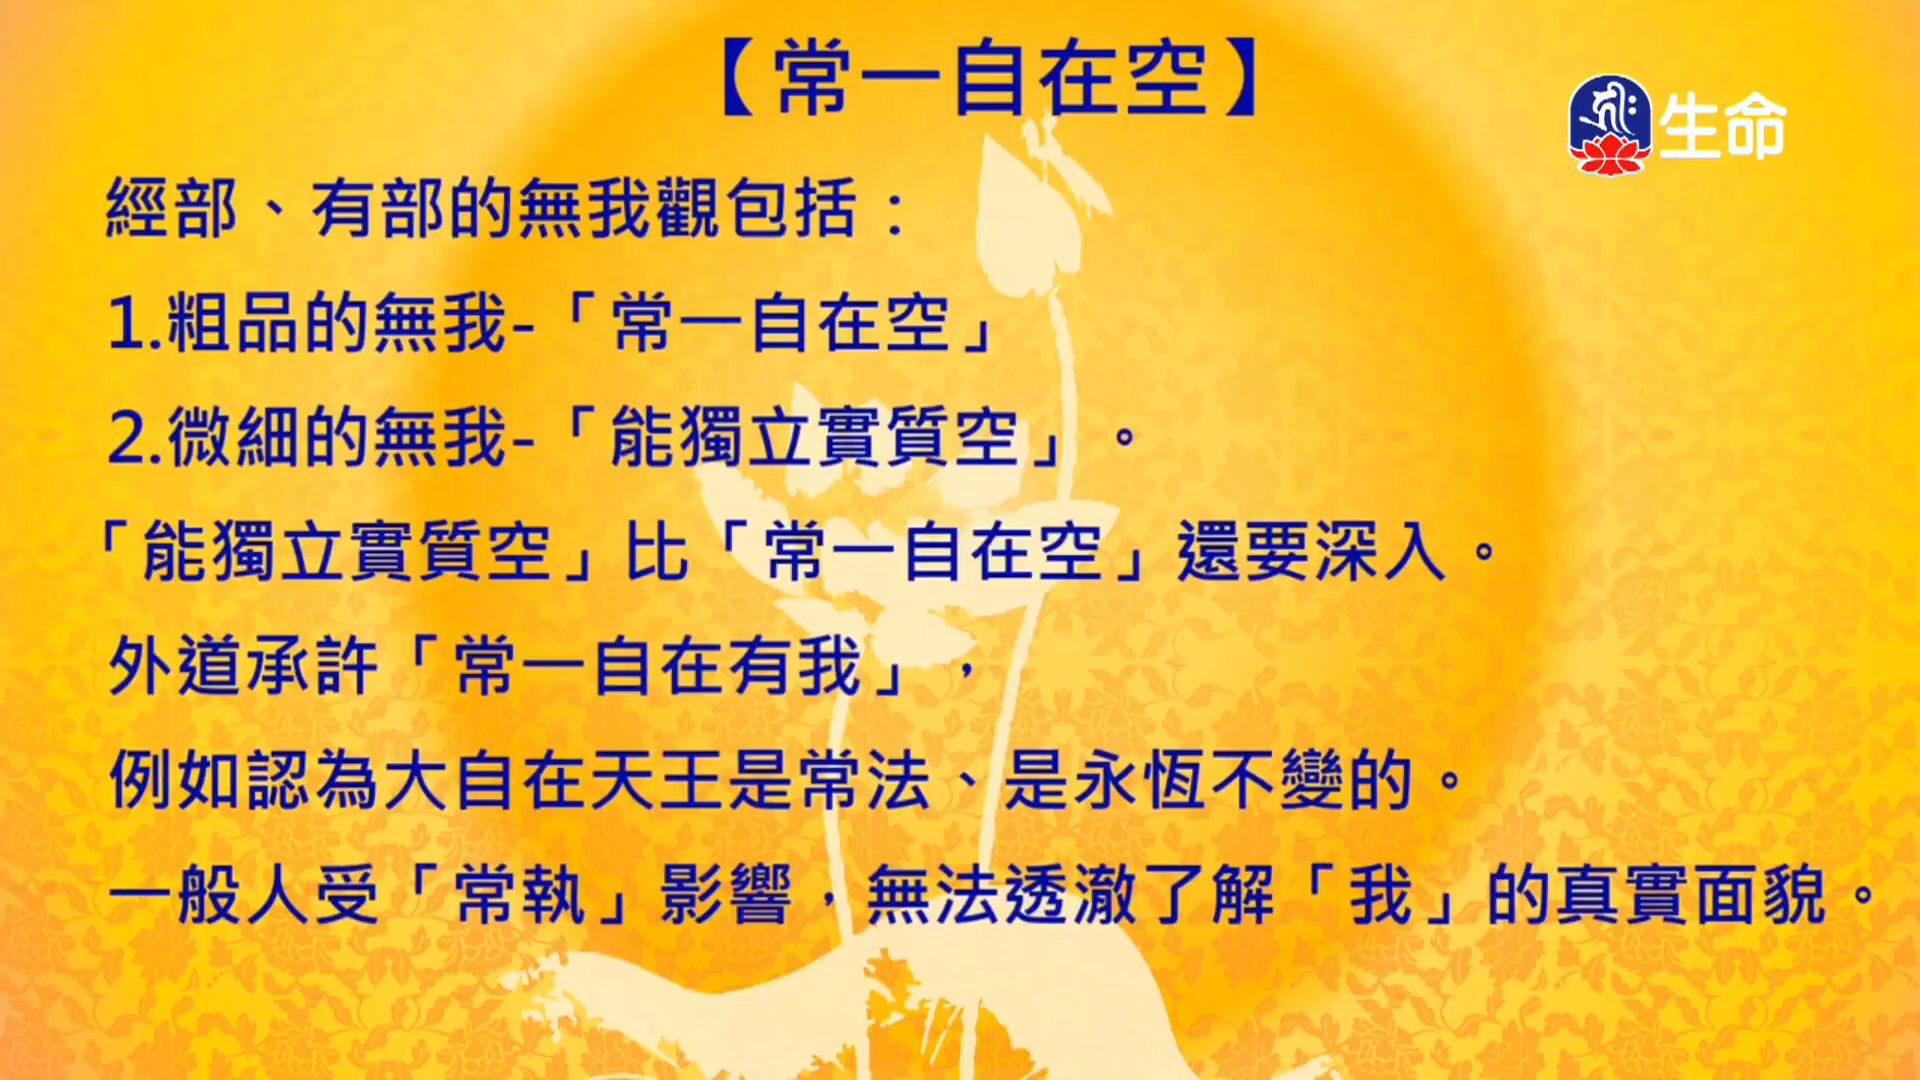 【常一自在空】
生命
經部、有部的無我觀包括：
1.粗品的無我-「常一自在空」
2.微細的無我-「能獨立實質空」。
「能獨立實質空」比「常一自在空」還要深入。
外道承許「常一自在有我」，
例如認為大自在天王是常法、是永恆不變的。
一般人受「常執」影響，無法透澈了解「我」的真實面貌。